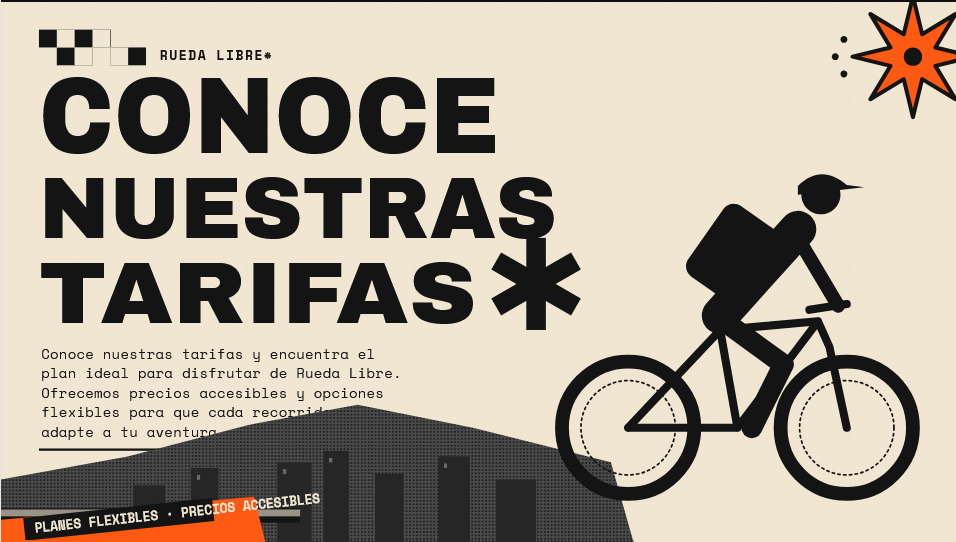 RUEDA LIBRE*
CONOCE
NUESTRAS
TARIFAS*
Conoce nuestras tarifas y encuentra el
plan ideal para disfrutar de Rueda Libre.
Ofrecemos precios accesibles y opciones
flexibles para que cada recorrido
adapte a tu aventura
PLANES FLEXIBLES · PRECIOS ACCESIBLES